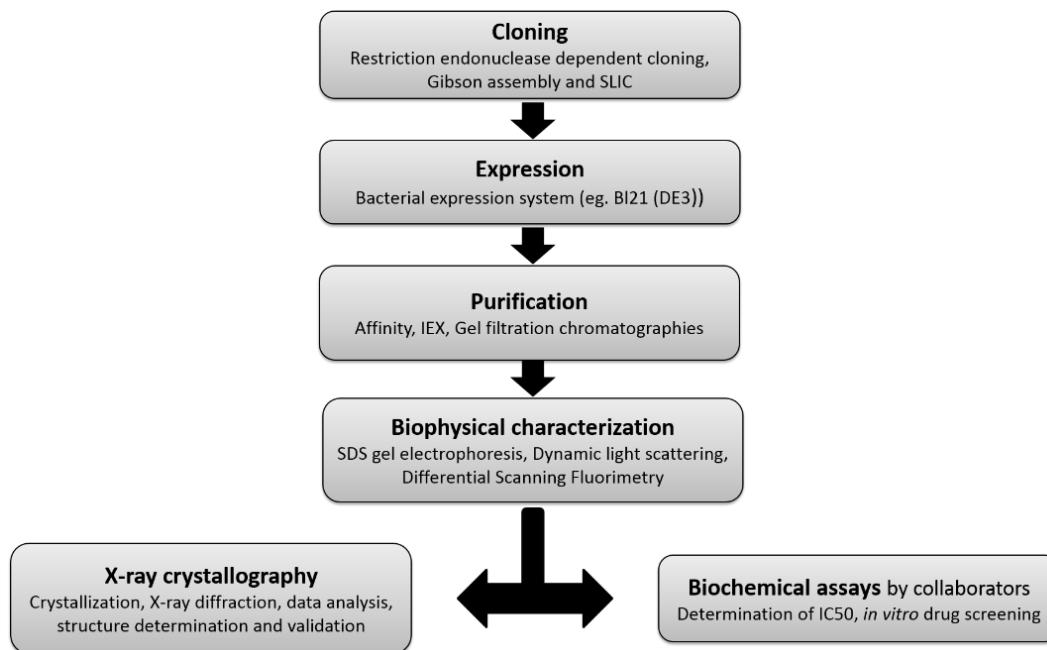 Cloning
Restriction endonuclease dependent cloning,
Gibson assembly and SLIC
Expression
Bacterial expression system (eg. Bl21 (DE3))
Purification
Affinity, IEX, Gel filtration chromatographies
Biophysical characterization
SDS gel electrophoresis, Dynamic light scattering,
Differential Scanning Fluorimetry
X-ray crystallography
Crystallization, X-ray diffraction, data analysis,
structure determination and validation
Biochemical assays by collaborators
Determination of IC50, in vitro drug screening